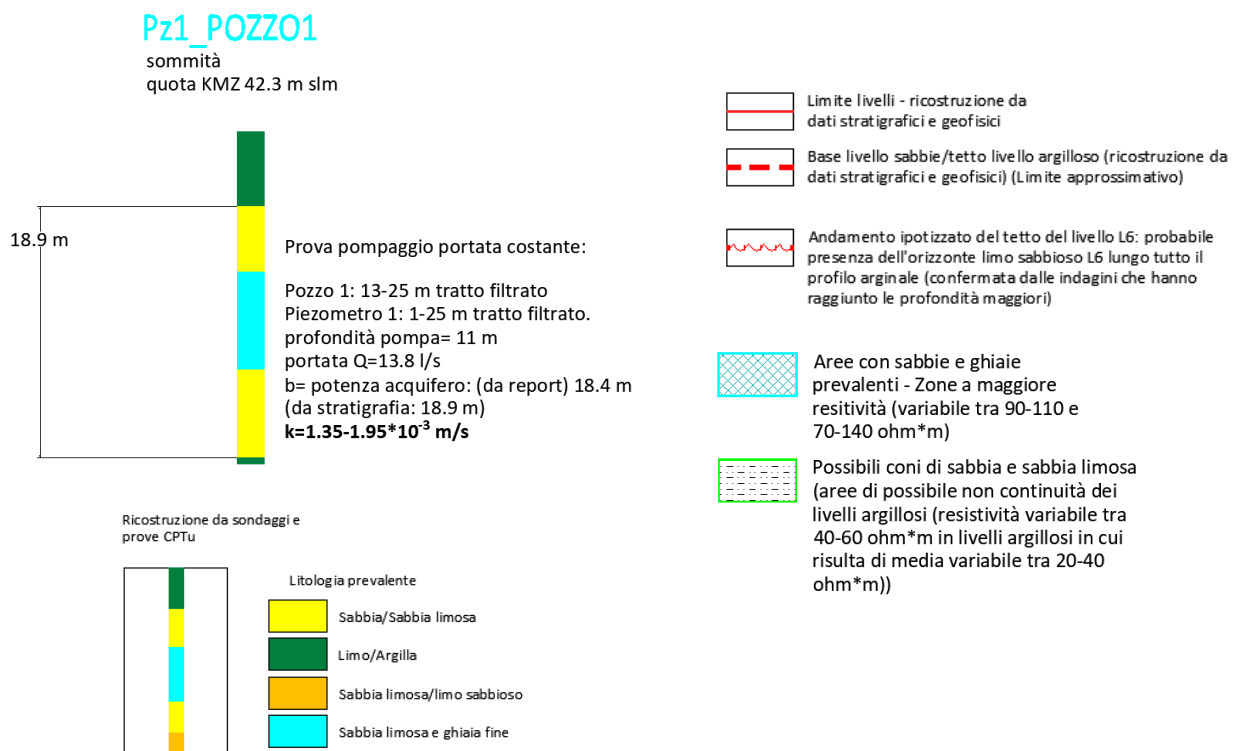 Pz1_POZZO1
sommità
quota KMZ 42.3 m slm
18.9 m
Prova pompaggio portata costante:
Pozzo 1: 13-25 m tratto filtrato
Piezometro 1: 1-25 m tratto filtrato.
profondità pompa= 11 m
portata Q=13.8 l/s
b= potenza acquifero: (da report) 18.4 m
(da stratigrafia: 18.9 m)
k=1.35-1.95*10⁻³ m/s
Ricostruzione da sondaggi e
prove CPTu
Litologia prevalente
Sabbia/Sabbia limosa
Limo/Argilla
Sabbia limosa/limo sabbioso
Sabbia limosa e ghiaia fine
Limite livelli - ricostruzione da
dati stratigrafici e geofisici
Base livello sabbie/tetto livello argilloso (ricostruzione da
dati stratigrafici e geofisici) (Limite approssimativo)
Andamento ipotizzato del tetto del livello L6: probabile
presenza dell'orizzonte limo sabbioso L6 lungo tutto il
profilo arginale (confermata dalle indagini che hanno
raggiunto le profondità maggiori)
Aree con sabbie e ghiaie
prevalenti - Zone a maggiore
resitività (variabile tra 90-110 e
70-140 ohm*m)
Possibili coni di sabbia e sabbia limosa
(aree di possibile non continuità dei
livelli argillosi (resistività variabile tra
40-60 ohm*m in livelli argillosi in cui
risulta di media variabile tra 20-40
ohm*m))